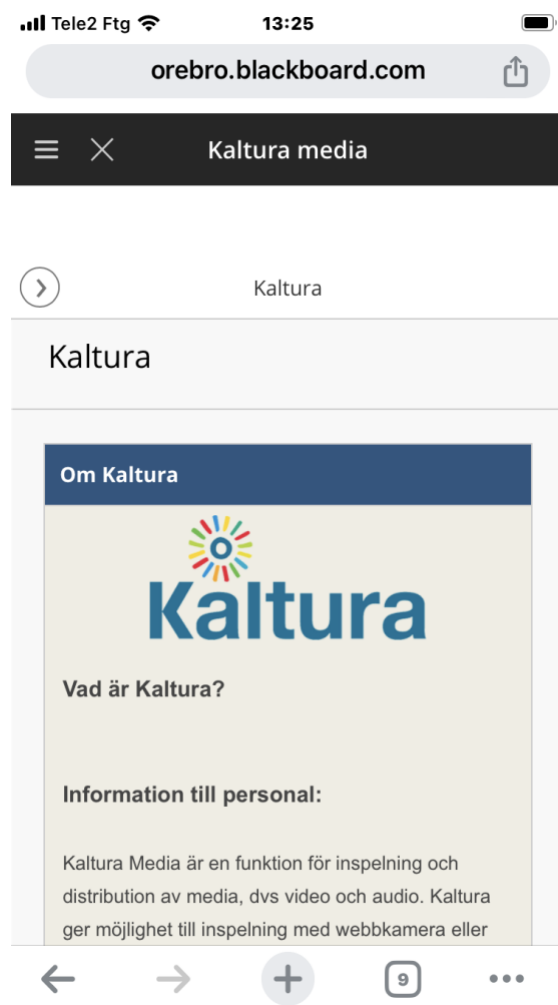 Tele2 Ftg
13:25
orebro.blackboard.com
Kaltura media
Kaltura
Kaltura
Om Kaltura
Kaltura
Vad är Kaltura?
Information till personal:
Kaltura Media är en funktion för inspelning och
distribution av media, dvs video och audio. Kaltura
ger möjlighet till inspelning med webbkamera eller
9